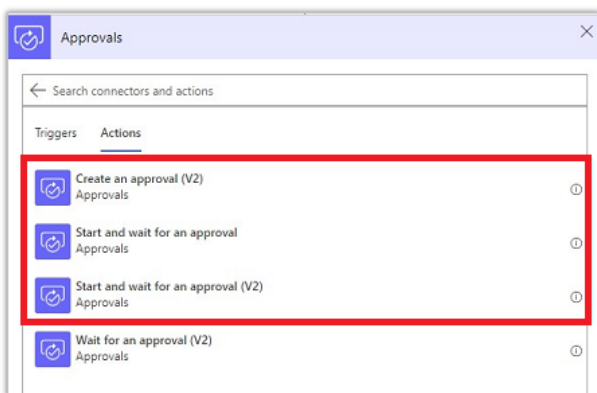 Approvals
Search connectors and actions
Triggers Actions
Create an approval (V2)
Approvals
Start and wait for an approval
Approvals
Start and wait for an approval (V2)
Approvals
Wait for an approval (V2)
Approvals